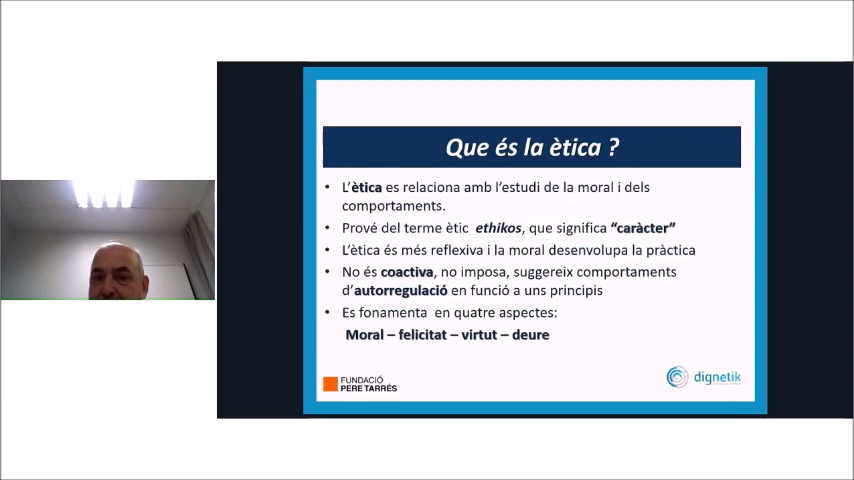 Que és la ètica ?
• L’ètica es relaciona amb l’estudi de la moral i dels
comportaments.
• Prové del terme ètic ethikos, que significa “caràcter”
• L’ètica és més reflexiva i la moral desenvolupa la pràctica
• No és coactiva, no imposa, suggereix comportaments
d’autorregulació en funció a uns principis
• Es fonamenta en quatre aspectes:
Moral – felicitat – virtut – deure
FUNDACIÓ
PERE TARRÉS
dignetik